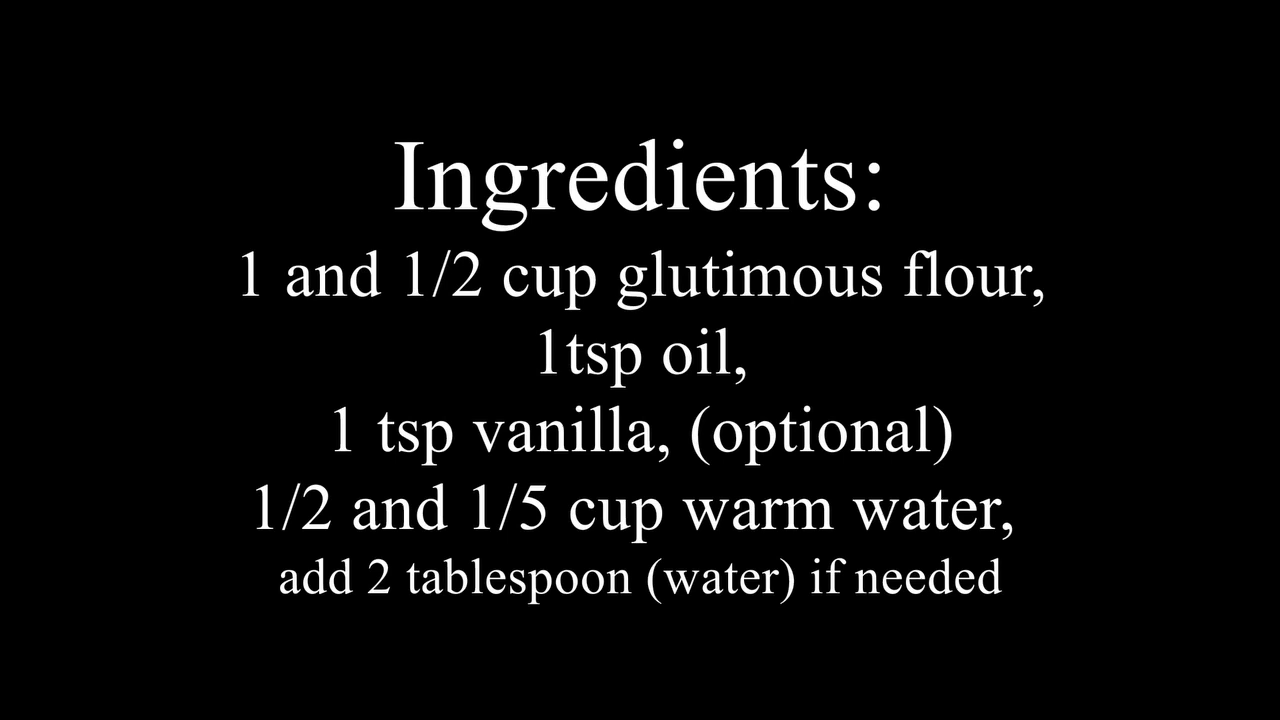 Ingredients:
1 and 1/2 cup glutimous flour,
1tsp oil,
1 tsp vanilla, (optional)
1/2 and 1/5 cup warm water,
add 2 tablespoon (water) if needed